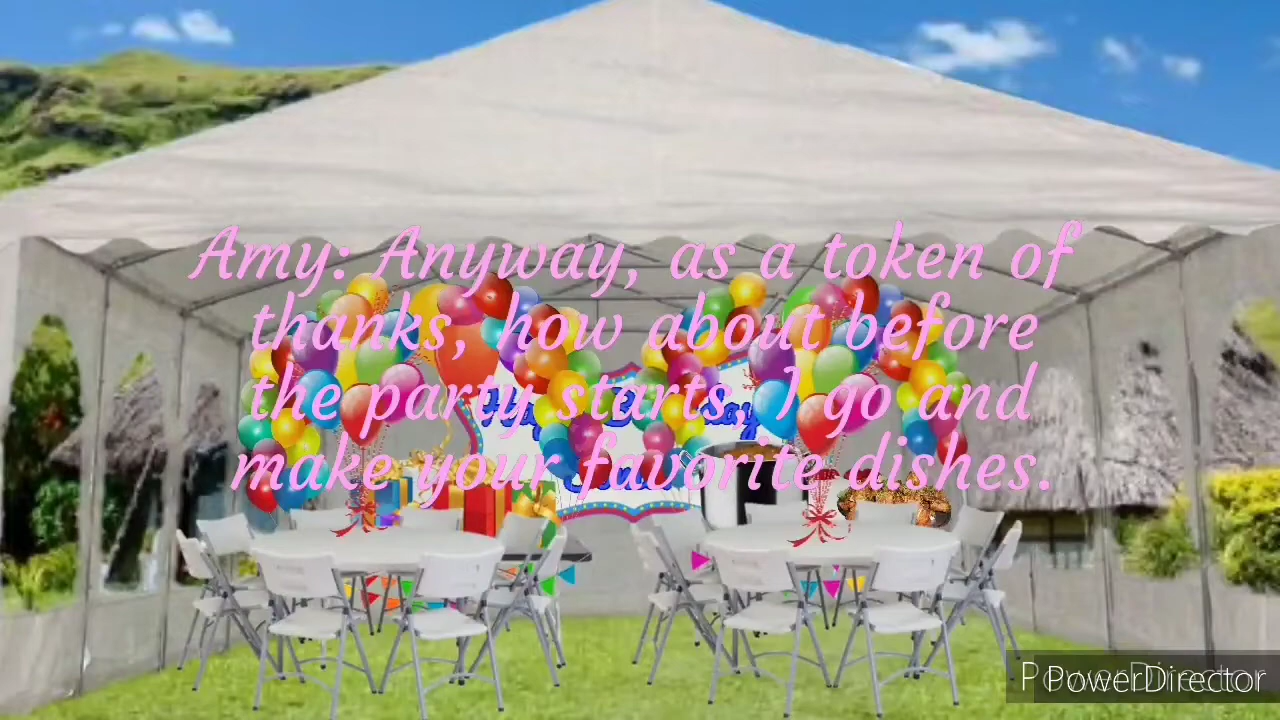 Amy: Anyway, as a token of
thanks, how about before
the party starts, I go and
make your favorite dishes.
PowerDirector
PowerDirector